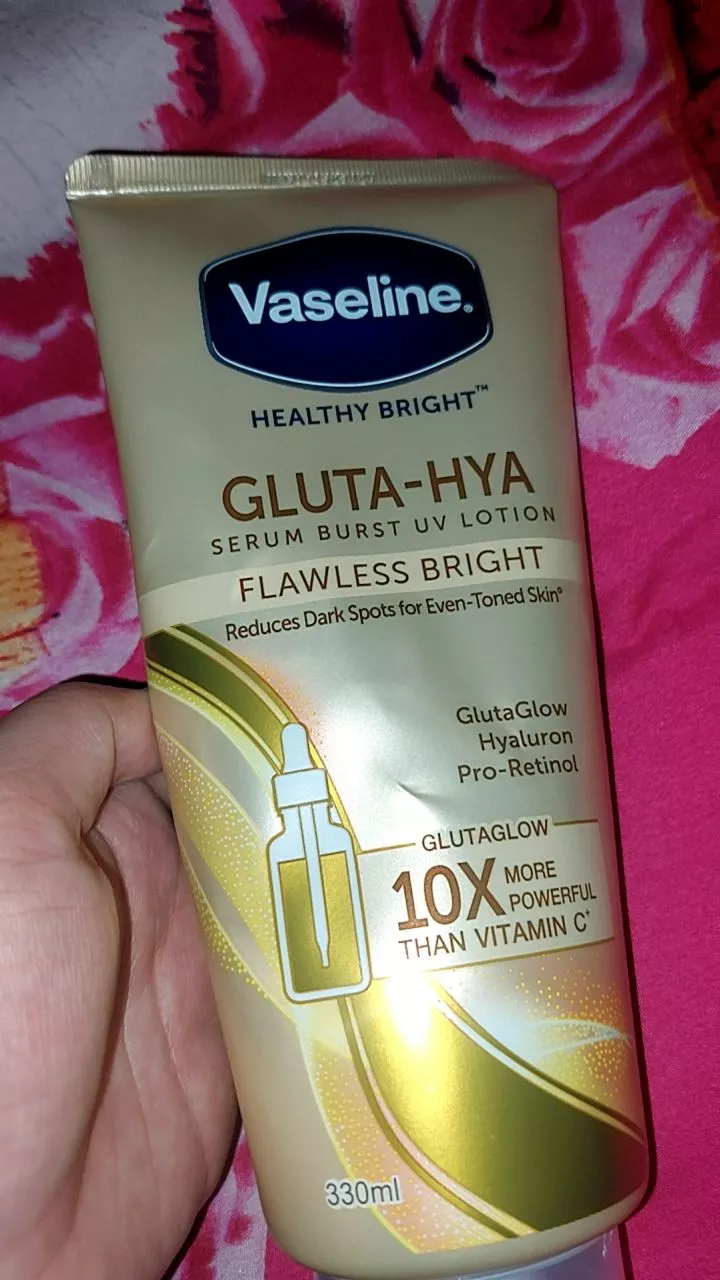 Vaseline®
HEALTHY BRIGHT™
GLUTA-HYA
SERUM BURST UV LOTION
FLAWLESS BRIGHT
Reduces Dark Spots for Even-Toned Skin°
GlutaGlow
Hyaluron
Pro-Retinol
GLUTAGLOW
10X MORE POWERFUL
THAN VITAMIN C⁺
330ml